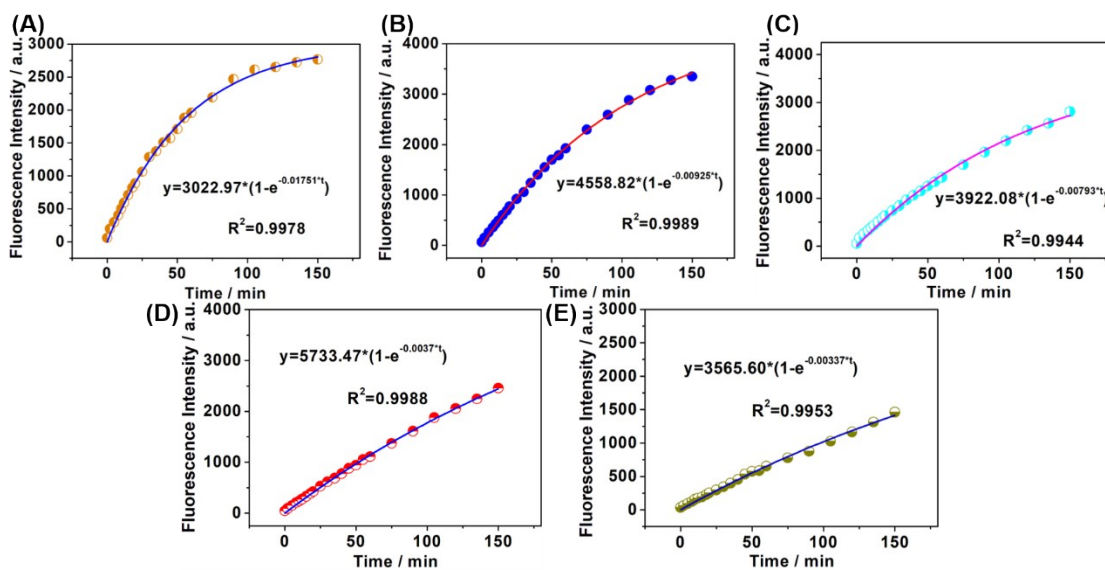 (A)
Fluorescence Intensity / a.u.
3000
2500
2000
1500
1000
500
0
y=3022.97*(1-e^-0.01751*t)
R²=0.9978
0 50 100 150
Time / min
(B)
Fluorescence Intensity / a.u.
4000
3000
2000
1000
0
y=4558.82*(1-e^-0.00925*t)
R²=0.9989
0 50 100 150
Time / min
(C)
Fluorescence Intensity / a.u.
4000
3000
2000
1000
0
y=3922.08*(1-e^-0.00793*t)
R²=0.9944
0 50 100 150
Time / min
(D)
Fluorescence Intensity / a.u.
4000
3000
2000
1000
0
y=5733.47*(1-e^-0.0037*t)
R²=0.9988
0 50 100 150
Time / min
(E)
Fluorescence Intensity / a.u.
3000
2500
2000
1500
1000
500
0
y=3565.60*(1-e^-0.00337*t)
R²=0.9953
0 50 100 150
Time / min